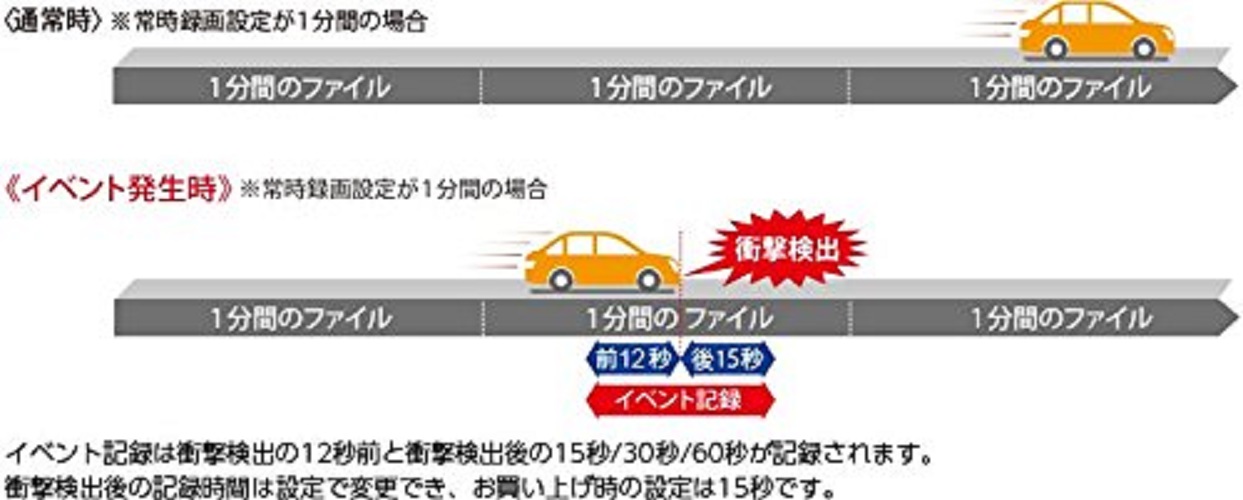 〈通常時〉※常時録画設定が1分間の場合
1分間のファイル 1分間のファイル 1分間のファイル
《イベント発生時》※常時録画設定が1分間の場合
衝撃検出
1分間のファイル 1分間のファイル 1分間のファイル
前12秒 後15秒
イベント記録
イベント記録は衝撃検出の12秒前と衝撃検出後の15秒/30秒/60秒が記録されます。
衝撃検出後の記録時間は設定で変更でき、お買い上げ時の設定は15秒です。